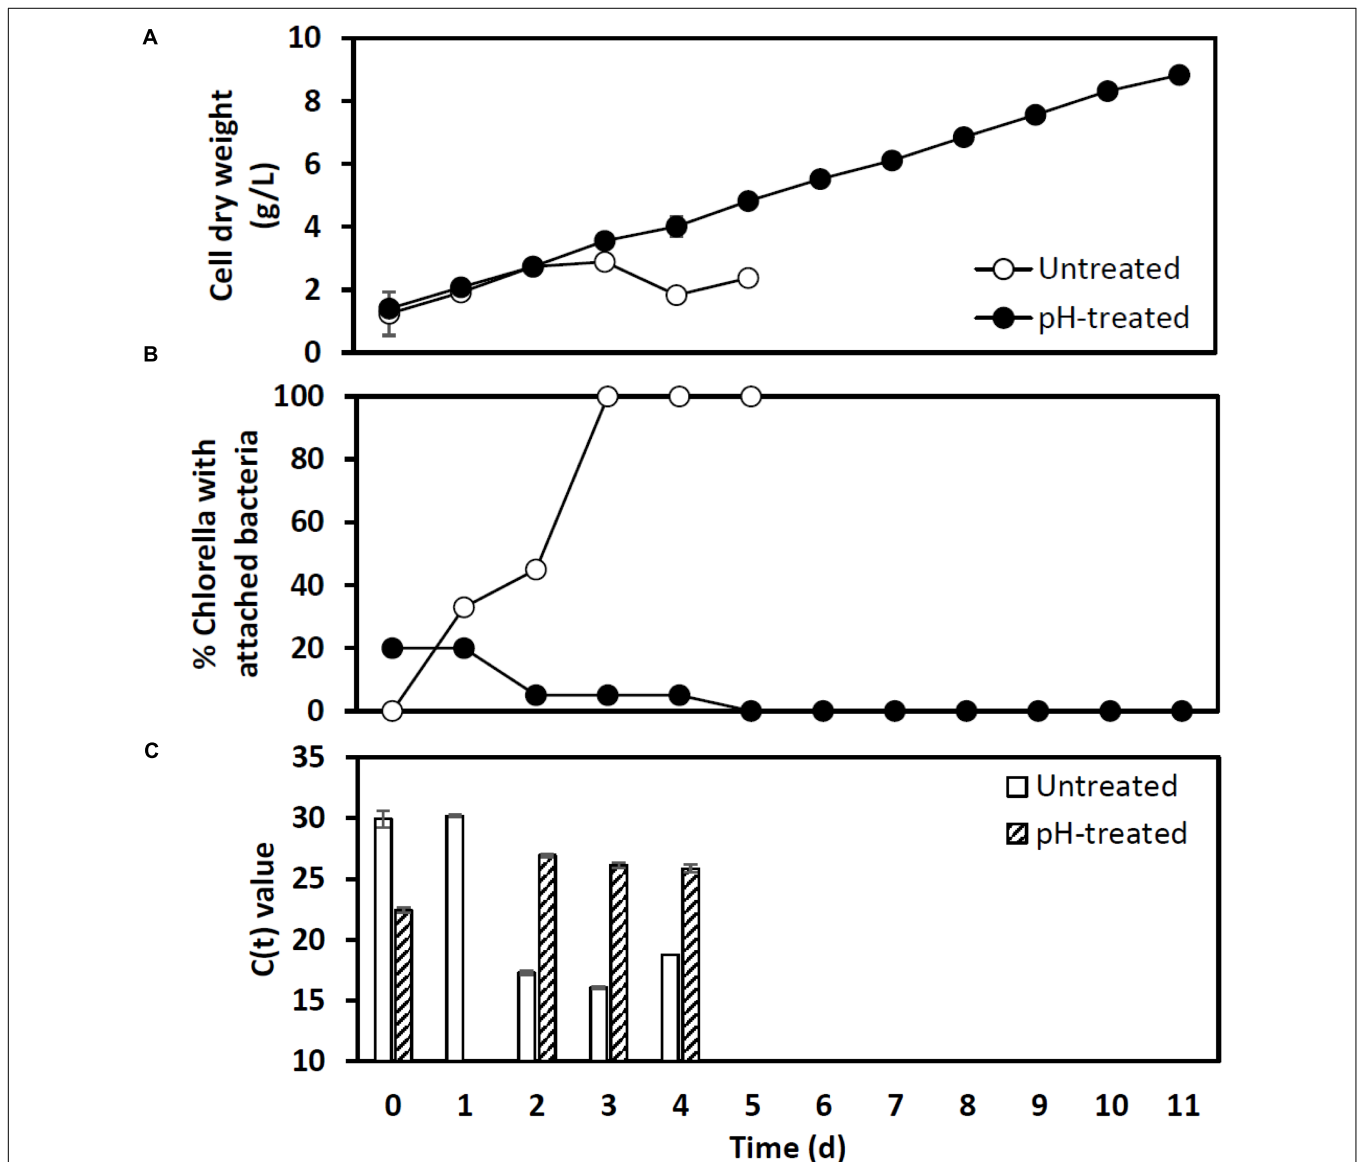 A
10
8
6
4
2
0
Cell dry weight
(g/L)
Untreated
pH-treated
B
100
80
60
40
20
0
% Chlorella with
attached bacteria
C
35
30
25
20
15
10
C(t) value
Untreated
pH-treated
0 1 2 3 4 5 6 7 8 9 10 11
Time (d)